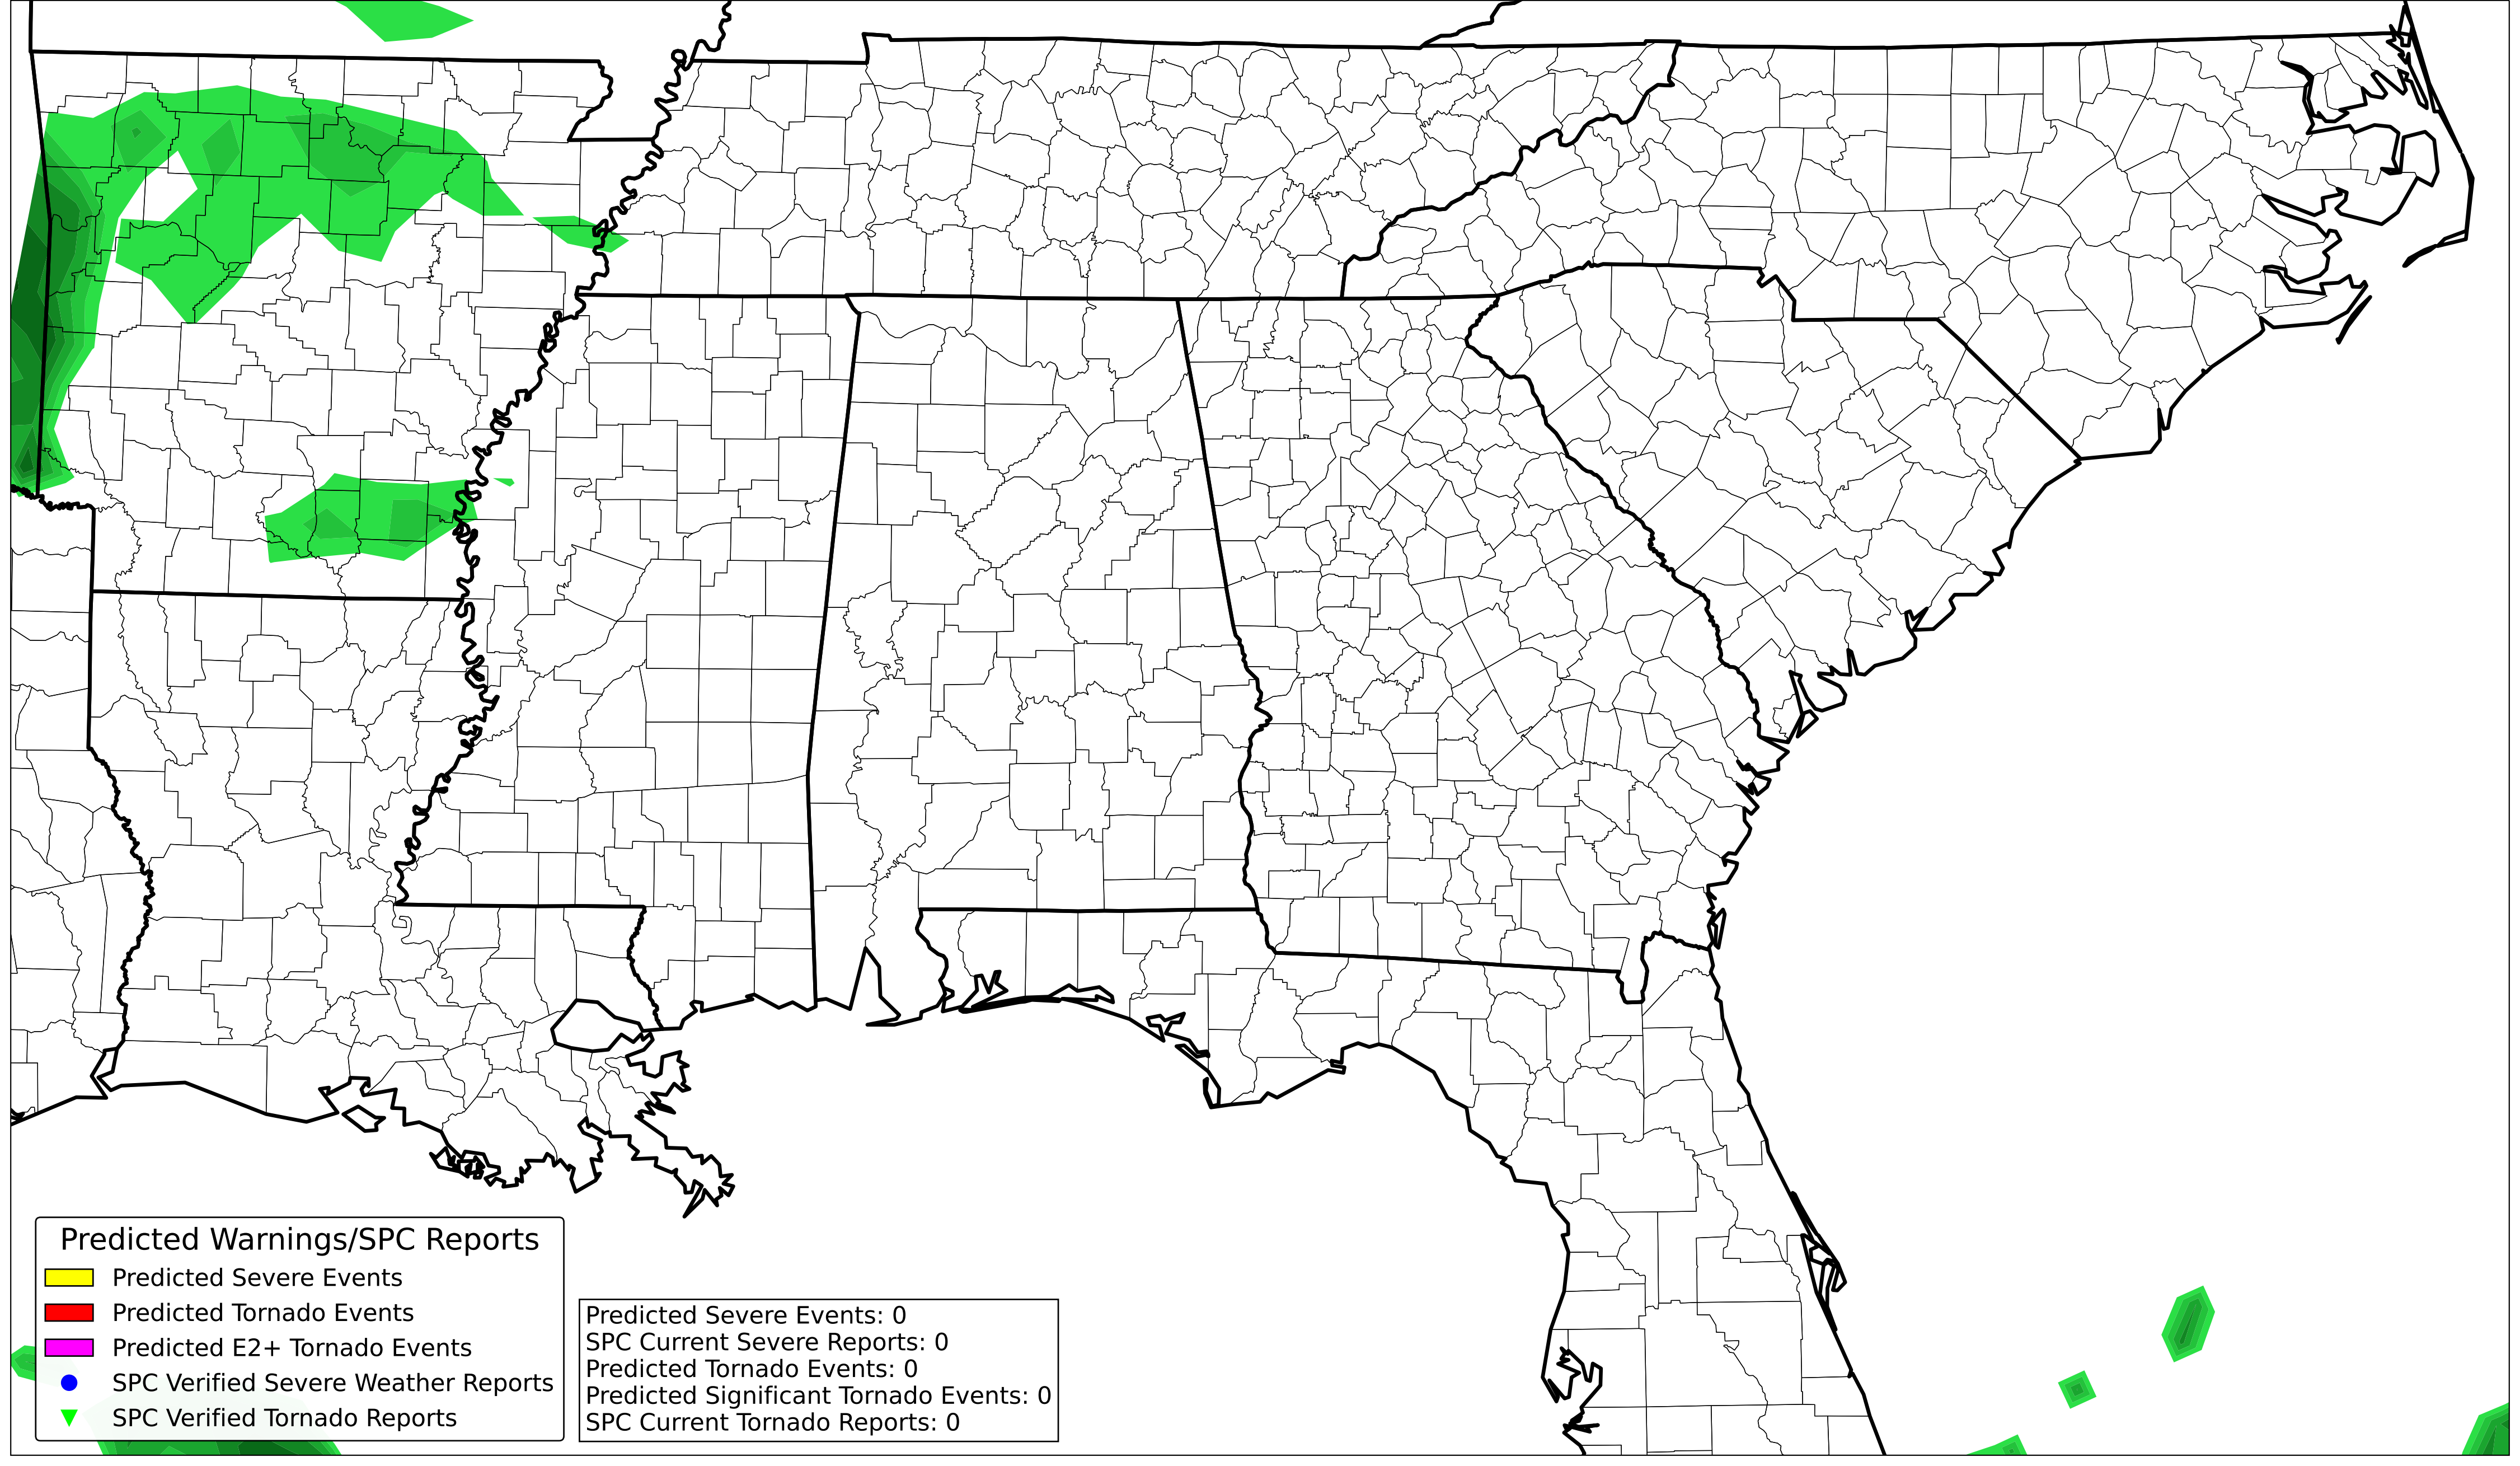 Predicted Warnings/SPC Reports
Predicted Severe Events
Predicted Tornado Events
Predicted E2+ Tornado Events
SPC Verified Severe Weather Reports
SPC Verified Tornado Reports
Predicted Severe Events: 0
SPC Current Severe Reports: 0
Predicted Tornado Events: 0
Predicted Significant Tornado Events: 0
SPC Current Tornado Reports: 0